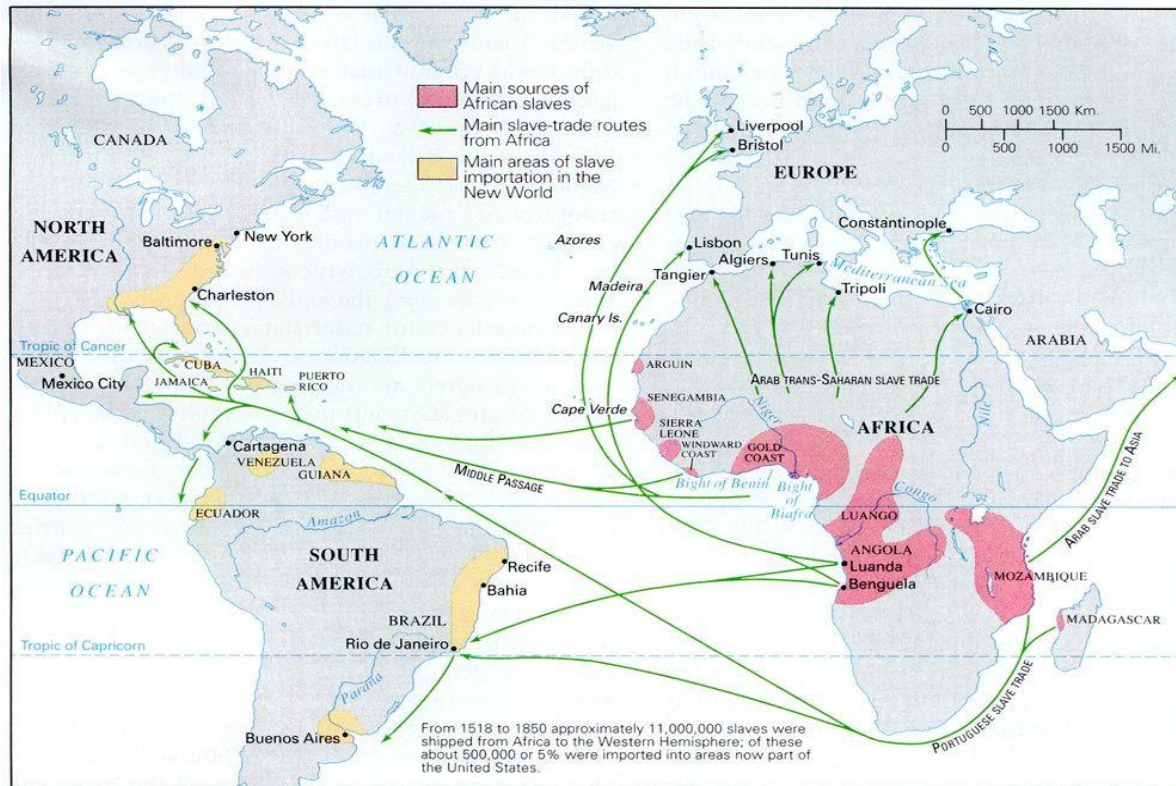 Main sources of
African slaves
Main slave-trade routes
from Africa
Main areas of slave
importation in the
New World
0 500 1000 1500 Km.
0 500 1000 1500 Mi.
CANADA
NORTH
AMERICA
Baltimore
New York
Charleston
ATLANTIC
OCEAN
Liverpool
Bristol
EUROPE
Constantinople
Azores
Lisbon
Algiers
Tunis
Tangier
Mediterranean Sea
Madeira
Tripoli
Canary Is.
Cairo
Tropic of Cancer
MEXICO
Mexico City
CUBA
HAITI
JAMAICA
PUERTO
RICO
ARABIA
ARGUIN
ARAB TRANS-SAHARAN SLAVE TRADE
SENEGAMBIA
Cape Verde
Niger
Nile
SIERRA
LEONE
AFRICA
WINDWARD
COAST
GOLD
COAST
Cartagena
VENEZUELA
GUIANA
MIDDLE PASSAGE
Bight of Benin
Bight
of
Biafra
Congo
ARAB SLAVE TRADE TO ASIA
Equator
ECUADOR
Amazon
LUANGO
PACIFIC
OCEAN
SOUTH
AMERICA
Recife
Bahia
ANGOLA
Luanda
Benguela
MOZAMBIQUE
BRAZIL
MADAGASCAR
Rio de Janeiro
Tropic of Capricorn
Paraná
PORTUGUESE SLAVE TRADE
Buenos Aires
From 1518 to 1850 approximately 11,000,000 slaves were
shipped from Africa to the Western Hemisphere; of these
about 500,000 or 5% were imported into areas now part of
the United States.